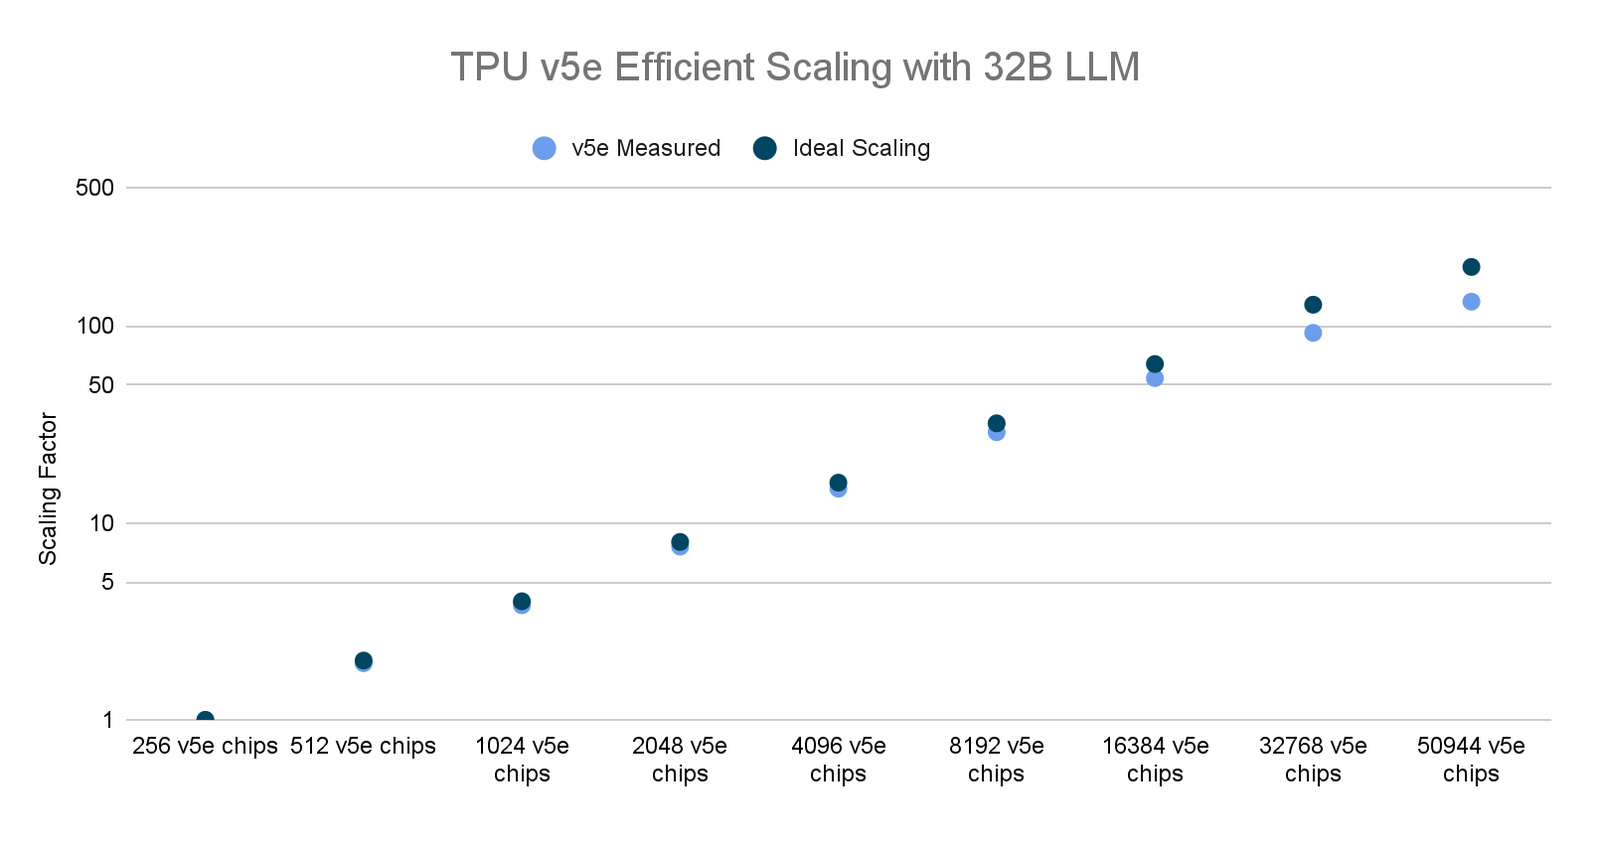 TPU v5e Efficient Scaling with 32B LLM
v5e Measured
Ideal Scaling
500
100
50
10
5
1
Scaling Factor
256 v5e chips
512 v5e chips
1024 v5e
chips
2048 v5e
chips
4096 v5e
chips
8192 v5e
chips
16384 v5e
chips
32768 v5e
chips
50944 v5e
chips